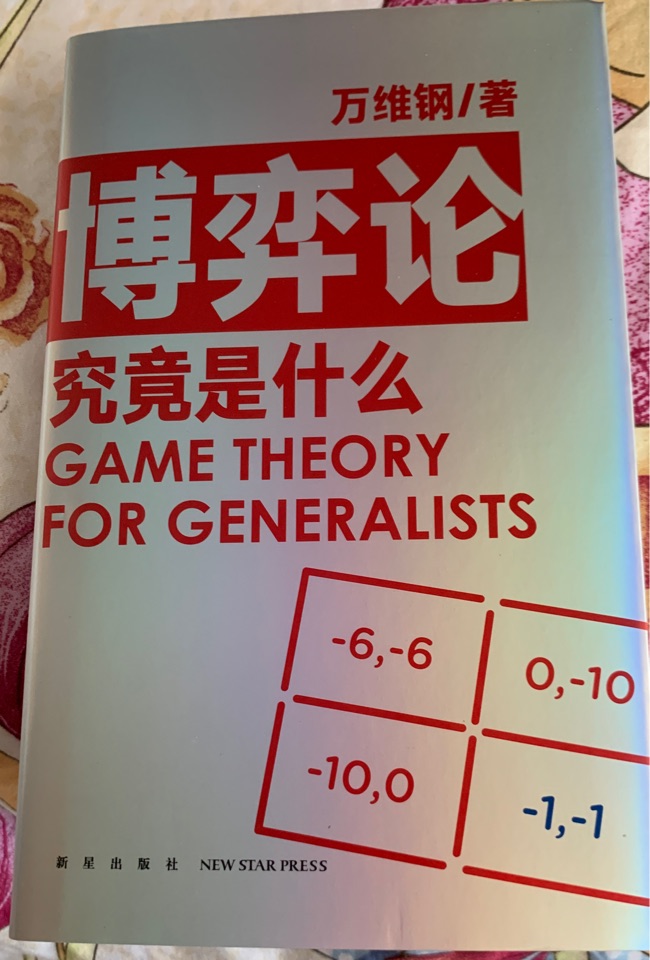 万维钢/著
博弈论
究竟是什么
GAME THEORY
FOR GENERALISTS
-6,-6
0,-10
-10,0
-1,-1
新星出版社 NEW STAR PRESS